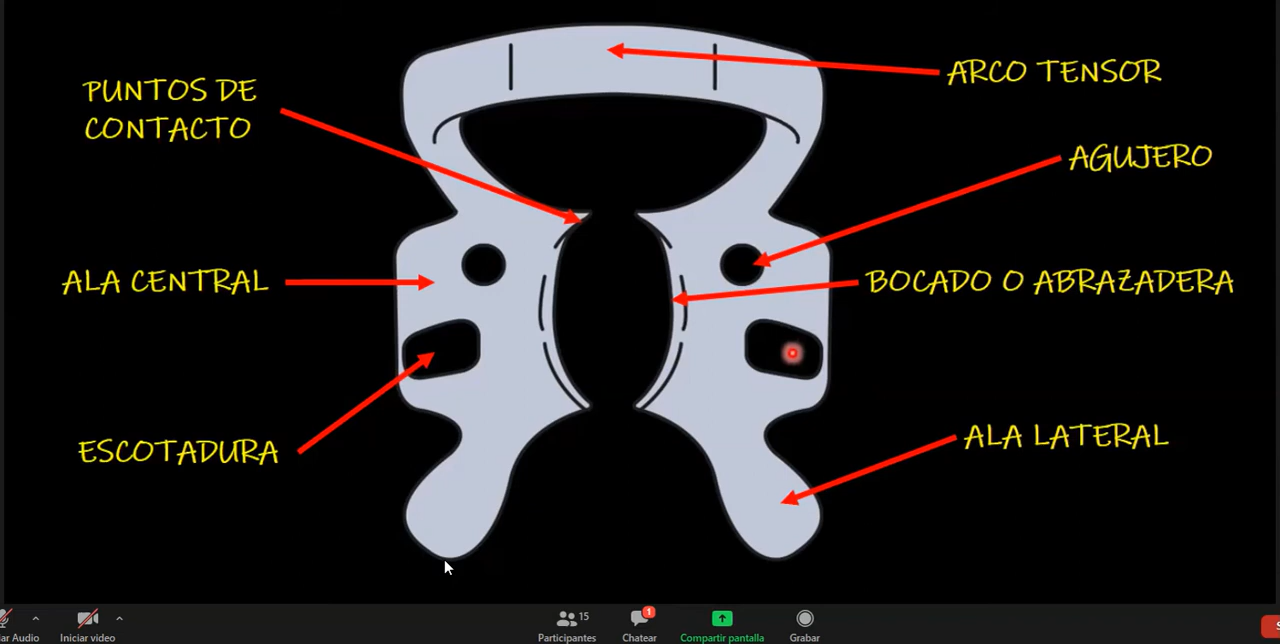 PUNTOS DE
CONTACTO
ARCO TENSOR
AGUJERO
ALA CENTRAL
BOCADO O ABRAZADERA
ESCOTADURA
ALA LATERAL
ar Audio
Iniciar video
15
Participantes
1
Chatear
Compartir pantalla
Grabar
S